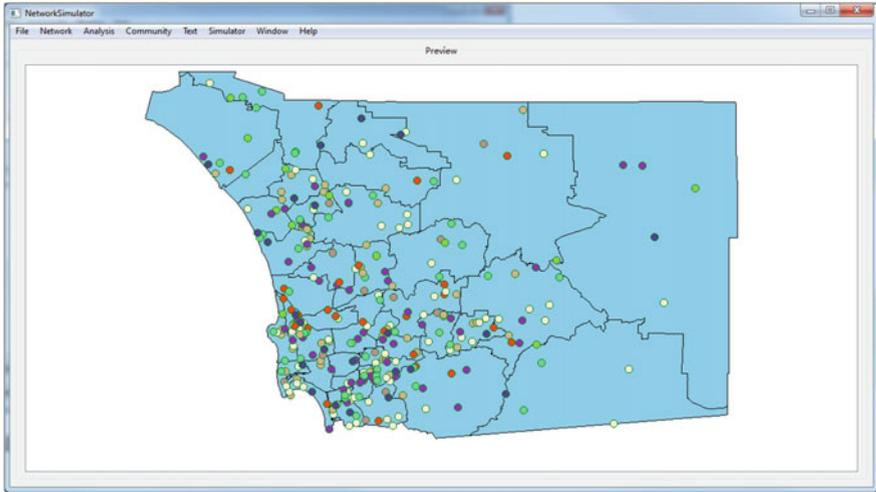 NetworkSimulator
File Network Analysis Community Text Simulator Window Help
Preview